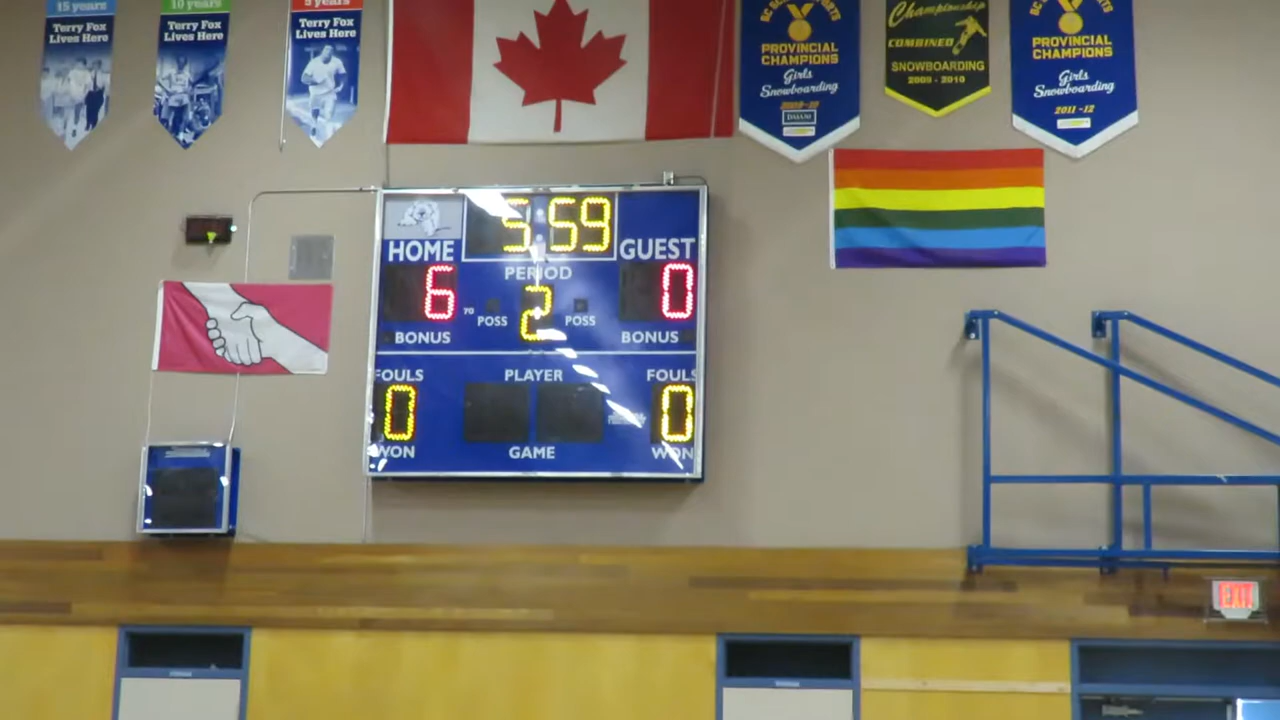 15 years
Terry Fox
Lives Here
10 years
Terry Fox
Lives Here
5 years
Terry Fox
Lives Here
PROVINCIAL
CHAMPIONS
Girls
Snowboarding
2009-10
Championship
COMBINED
SNOWBOARDING
2009 - 2010
PROVINCIAL
CHAMPIONS
Girls
Snowboarding
2011 -12
5:59
HOME
GUEST
PERIOD
6
2
0
POSS
POSS
BONUS
BONUS
FOULS
PLAYER
FOULS
0
0
WON
GAME
WON
EXIT